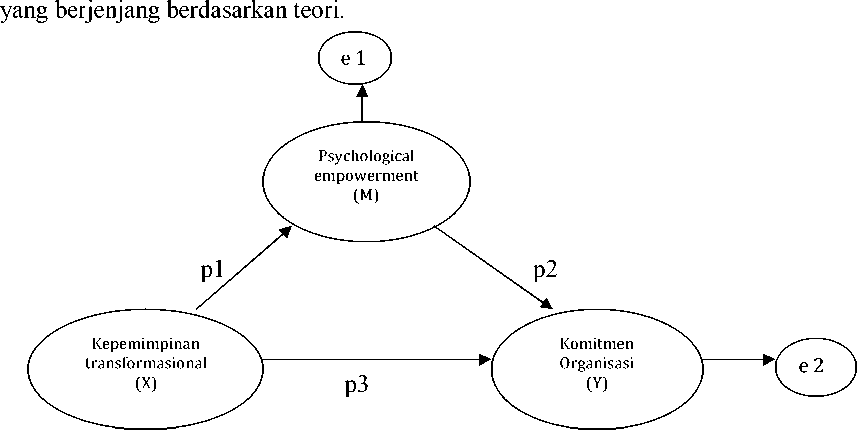 yang berjenjang berdasarkan teori.
e 1
Psychological
empowerment
(M)
p1
p2
Kepemimpinan
transformasional
(X)
p3
Komitmen
Organisasi
(Y)
e 2